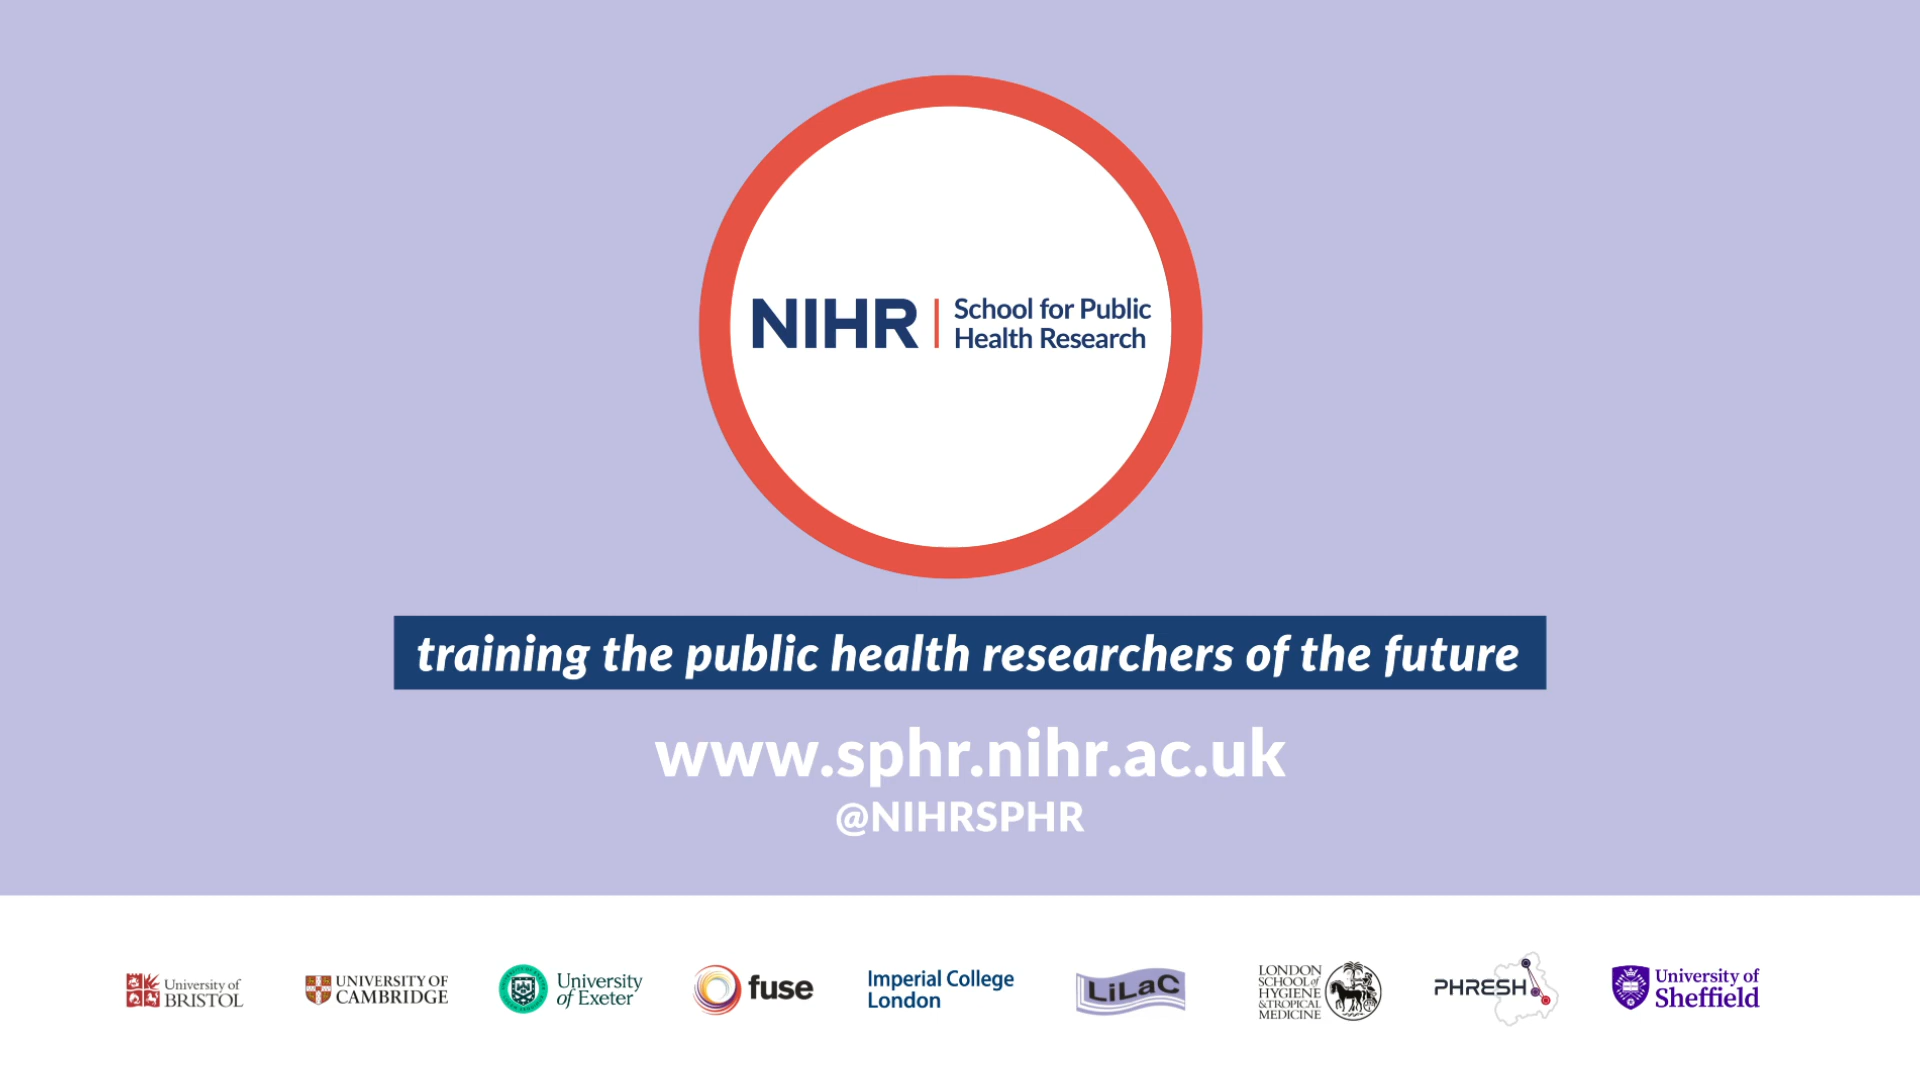 NIHR
School for Public
Health Research
training the public health researchers of the future
www.sphr.nihr.ac.uk
@NIHRSPHR
University of
BRISTOL
UNIVERSITY OF
CAMBRIDGE
University
of Exeter
fuse
Imperial College
London
LiLaC
LONDON
SCHOOL of
HYGIENE
& TROPICAL
MEDICINE
PHRESH
University of
Sheffield